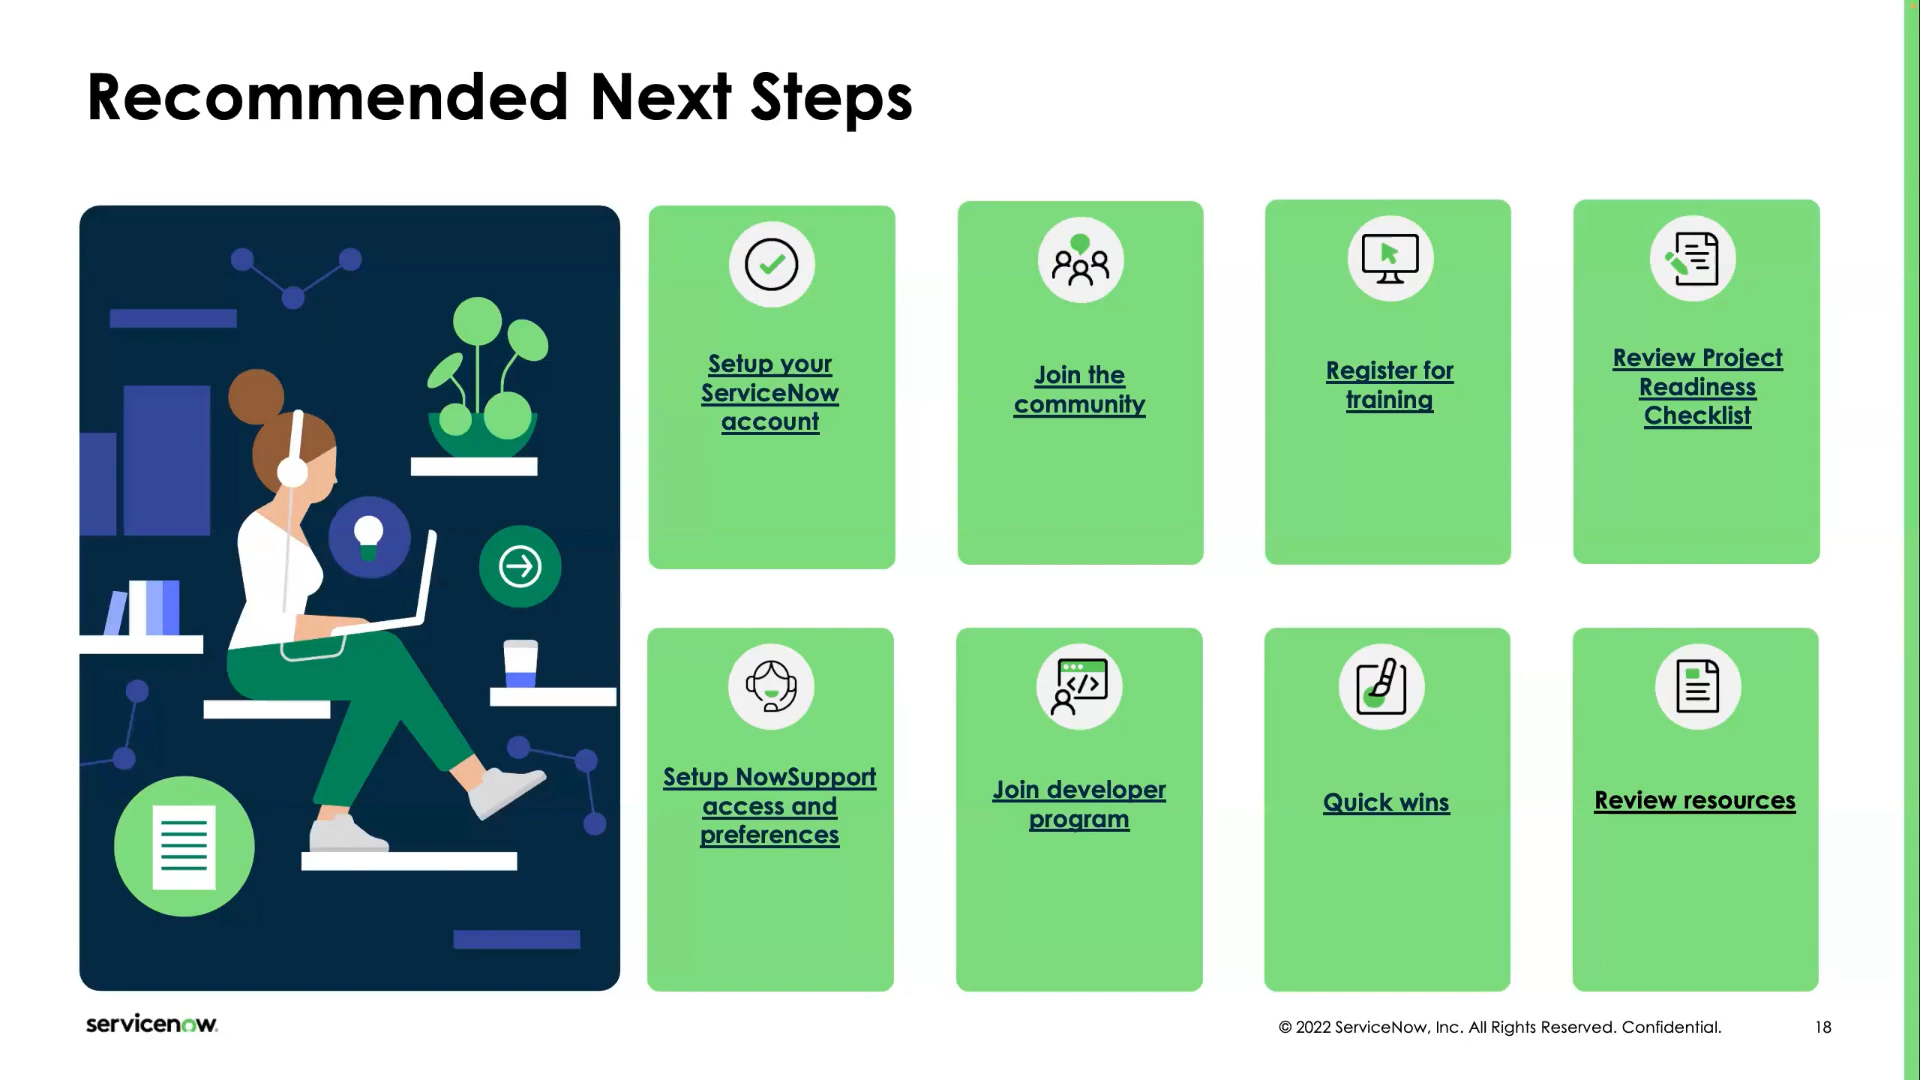 Recommended Next Steps
Setup your
ServiceNow
account
Join the
community
Register for
training
Review Project
Readiness
Checklist
Setup NowSupport
access and
preferences
Join developer
program
Quick wins
Review resources
servicenow.
© 2022 ServiceNow, Inc. All Rights Reserved. Confidential.
18